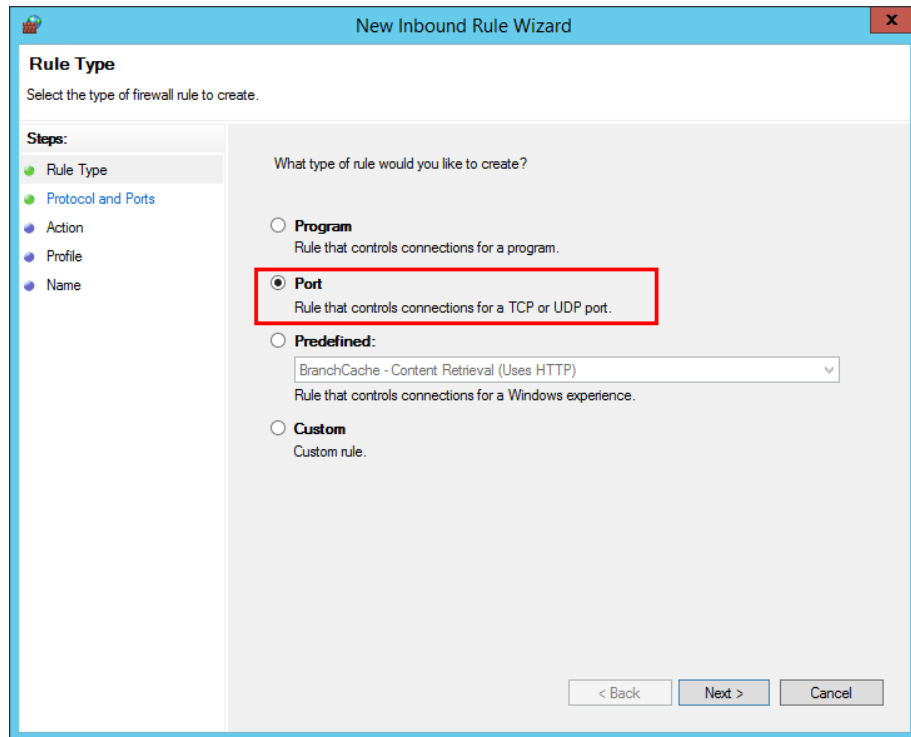 New Inbound Rule Wizard
x
Rule Type
Select the type of firewall rule to create.
Steps:
Rule Type
Protocol and Ports
Action
Profile
Name
What type of rule would you like to create?
Program
Rule that controls connections for a program.
Port
Rule that controls connections for a TCP or UDP port.
Predefined:
BranchCache - Content Retrieval (Uses HTTP)
Rule that controls connections for a Windows experience.
Custom
Custom rule.
< Back
Next >
Cancel